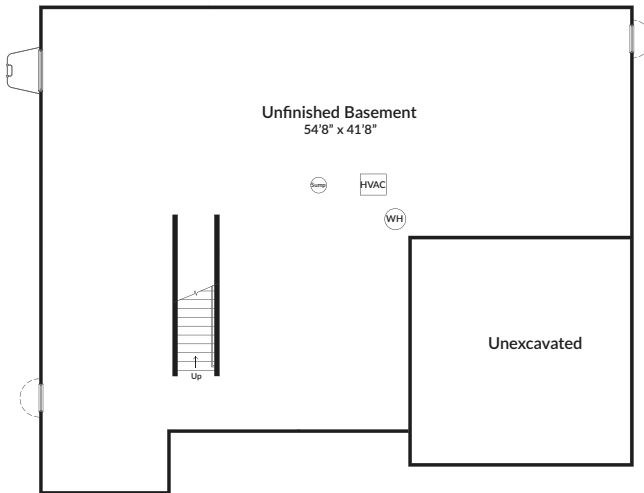 Unfinished Basement
54’8” x 41’8”
Sump
HVAC
WH
Unexcavated
Up